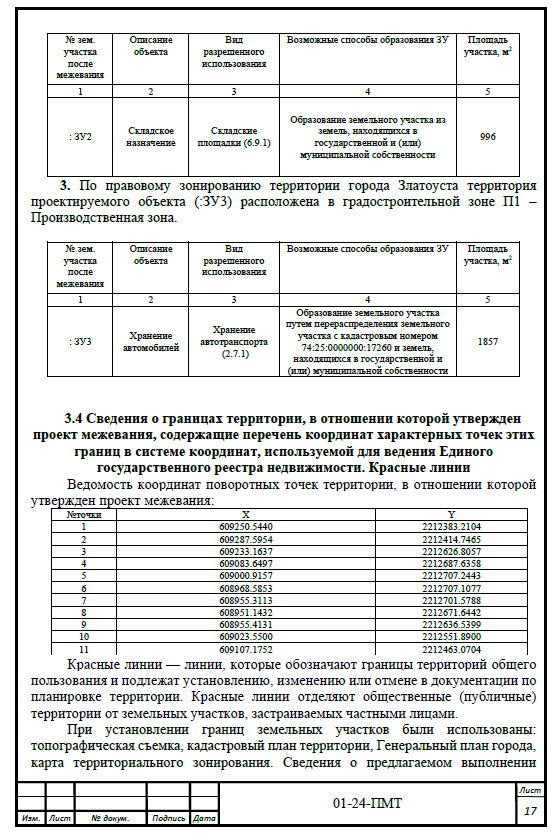 № зем. участка после межевания
Описание объекта
Вид разрешенного использования
Возможные способы образования ЗУ
Площадь участка, м²
1 2 3 4 5
: ЗУ2
Складское назначение
Складские площадки (6.9.1)
Образование земельного участка из земель, находящихся в государственной и (или) муниципальной собственности
996
3. По правовому зонированию территории города Златоуста территория
проектируемого объекта (:ЗУ3) расположена в градостроительной зоне П1 –
Производственная зона.
№ зем. участка после межевания
Описание объекта
Вид разрешенного использования
Возможные способы образования ЗУ
Площадь участка, м²
1 2 3 4 5
: ЗУ3
Хранение автомобилей
Хранение автотранспорта (2.7.1)
Образование земельного участка путем перераспределения земельного участка с кадастровым номером 74:25:0000000:17260 и земель, находящихся в государственной и (или) муниципальной собственности
1857
3.4 Сведения о границах территории, в отношении которой утвержден
проект межевания, содержащие перечень координат характерных точек этих
границ в системе координат, используемой для ведения Единого
государственного реестра недвижимости. Красные линии
Ведомость координат поворотных точек территории, в отношении которой
утвержден проект межевания:
№точки X Y
1 609250.5440 2212383.2104
2 609287.5954 2212414.7465
3 609233.1637 2212626.8057
4 609083.6497 2212687.6358
5 609000.9157 2212707.2443
6 608968.5853 2212707.1077
7 608955.3113 2212701.5788
8 608951.1432 2212671.6442
9 608955.4131 2212636.5399
10 609023.5500 2212551.8900
11 609107.1752 2212463.0704
Красные линии — линии, которые обозначают границы территорий общего
пользования и подлежат установлению, изменению или отмене в документации по
планировке территории. Красные линии отделяют общественные (публичные)
территории от земельных участков, застраиваемых частными лицами.
При установлении границ земельных участков были использованы:
топографическая съемка, кадастровый план территории, Генеральный план города,
карта территориального зонирования. Сведения о предлагаемом выполнении
01-24-ПМТ
Лист
17
Изм. Лист № докум. Подпись Дата